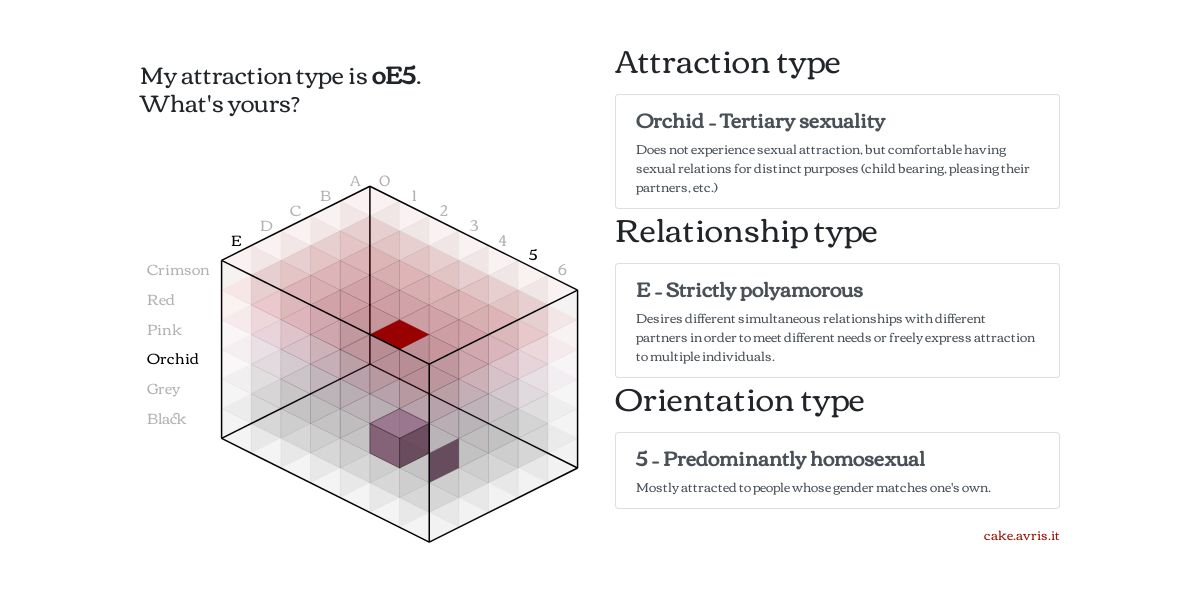 My attraction type is oE5.
What's yours?
A
B
C
D
E
0
1
2
3
4
5
6
Crimson
Red
Pink
Orchid
Grey
Black
Attraction type
Orchid – Tertiary sexuality
Does not experience sexual attraction, but comfortable having
sexual relations for distinct purposes (child bearing, pleasing their
partners, etc.)
Relationship type
E – Strictly polyamorous
Desires different simultaneous relationships with different
partners in order to meet different needs or freely express attraction
to multiple individuals.
Orientation type
5 – Predominantly homosexual
Mostly attracted to people whose gender matches one's own.
cake.avris.it